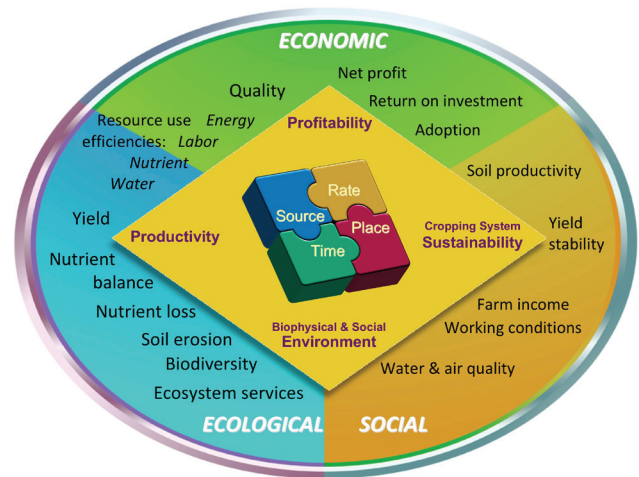 ECONOMIC
Net profit
Quality
Return on investment
Resource use Energy
efficiencies: Labor
Nutrient
Water
Profitability
Adoption
Soil productivity
Rate
Source
Place
Time
Yield
Productivity
Cropping System
Sustainability
Yield
stability
Nutrient
balance
Nutrient loss
Soil erosion
Biodiversity
Ecosystem services
Biophysical & Social
Environment
Farm income
Working conditions
Water & air quality
ECOLOGICAL
SOCIAL